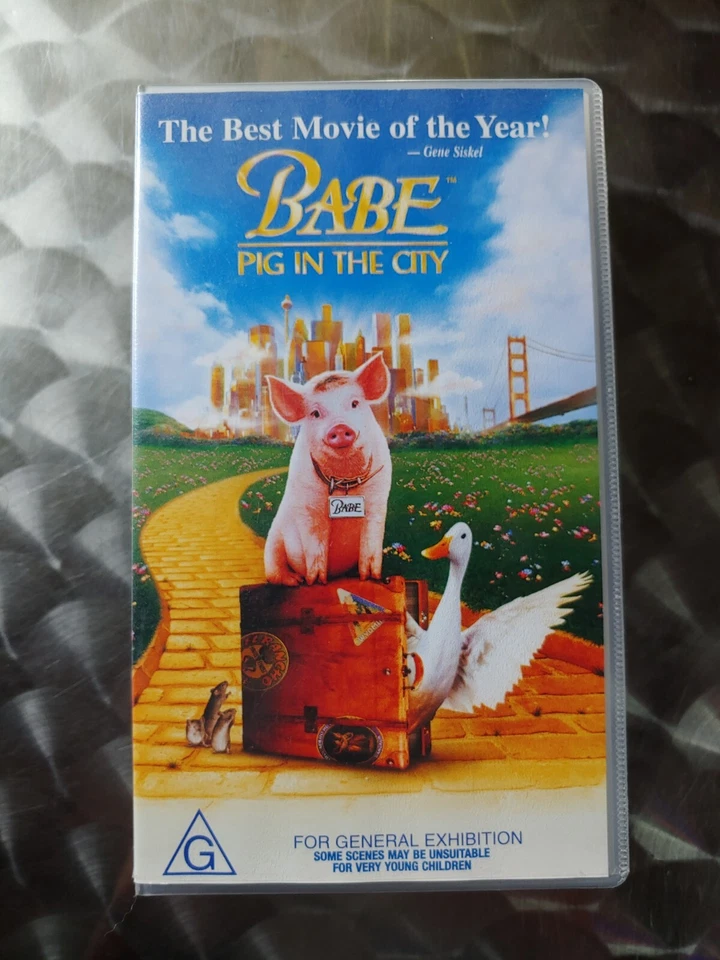 The Best Movie of the Year!
— Gene Siskel
BABE™
PIG IN THE CITY
BABE
G
FOR GENERAL EXHIBITION
SOME SCENES MAY BE UNSUITABLE
FOR VERY YOUNG CHILDREN